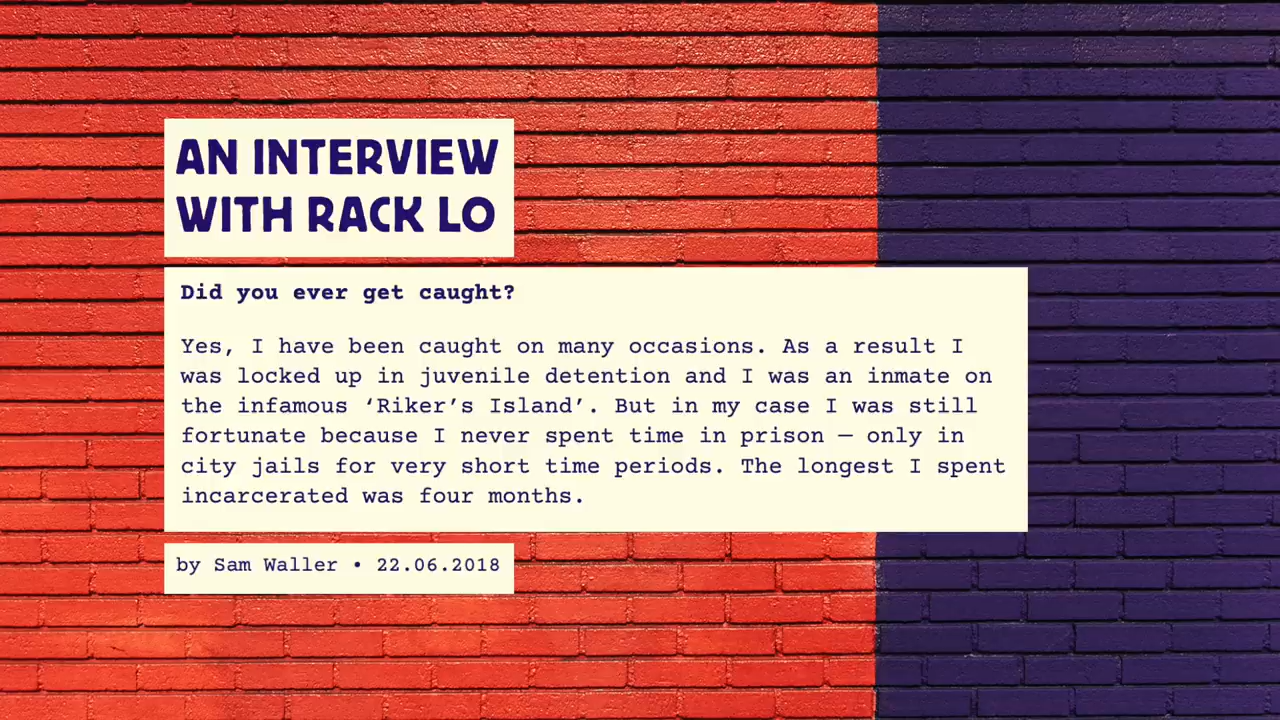 AN INTERVIEW
WITH RACK LO
Did you ever get caught?
Yes, I have been caught on many occasions. As a result I
was locked up in juvenile detention and I was an inmate on
the infamous ‘Riker’s Island’. But in my case I was still
fortunate because I never spent time in prison — only in
city jails for very short time periods. The longest I spent
incarcerated was four months.
by Sam Waller • 22.06.2018